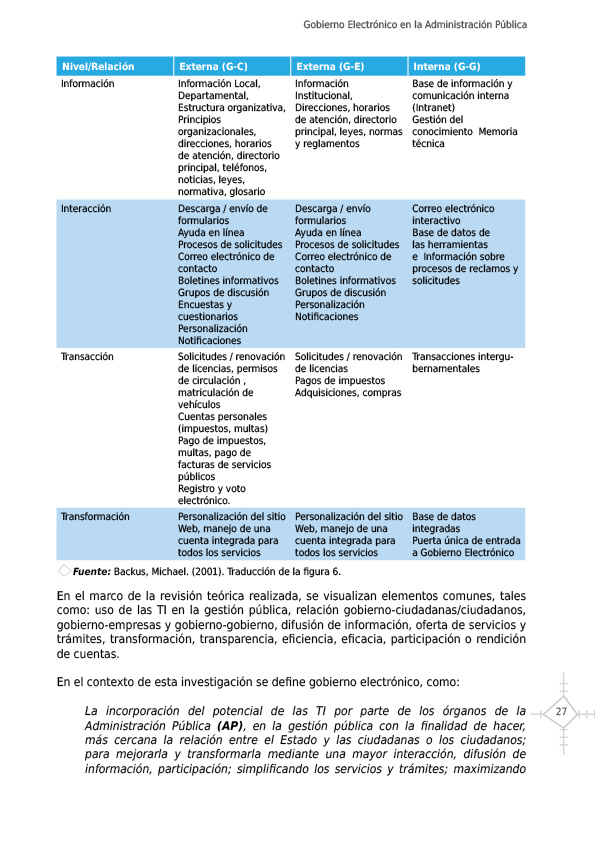 Gobierno Electrónico en la Administración Pública
Nivel/Relación
Externa (G-C)
Externa (G-E)
Interna (G-G)
Información
Información Local,
Departamental,
Estructura organizativa,
Principios
organizacionales,
direcciones, horarios
de atención, directorio
principal, teléfonos,
noticias, leyes,
normativa, glosario
Información
Institucional,
Direcciones, horarios
de atención, directorio
principal, leyes, normas
y reglamentos
Base de información y
comunicación interna
(Intranet)
Gestión del
conocimiento  Memoria
técnica
Interacción
Descarga / envío de
formularios
Ayuda en línea
Procesos de solicitudes
Correo electrónico de
contacto
Boletines informativos
Grupos de discusión
Encuestas y
cuestionarios
Personalización
Notificaciones
Descarga / envío
formularios
Ayuda en línea
Procesos de solicitudes
Correo electrónico de
contacto
Boletines informativos
Grupos de discusión
Personalización
Notificaciones
Correo electrónico
interactivo
Base de datos de
las herramientas
e  Información sobre
procesos de reclamos y
solicitudes
Transacción
Solicitudes / renovación
de licencias, permisos
de circulación ,
matriculación de
vehículos
Cuentas personales
(impuestos, multas)
Pago de impuestos,
multas, pago de
facturas de servicios
públicos
Registro y voto
electrónico.
Solicitudes / renovación
de licencias
Pagos de impuestos
Adquisiciones, compras
Transacciones intergu-
bernamentales
Transformación
Personalización del sitio
Web, manejo de una
cuenta integrada para
todos los servicios
Personalización del sitio
Web, manejo de una
cuenta integrada para
todos los servicios
Base de datos
integradas
Puerta única de entrada
a Gobierno Electrónico
Fuente: Backus, Michael. (2001). Traducción de la figura 6.
En el marco de la revisión teórica realizada, se visualizan elementos comunes, tales
como: uso de las TI en la gestión pública, relación gobierno-ciudadanas/ciudadanos,
gobierno-empresas y gobierno-gobierno, difusión de información, oferta de servicios y
trámites, transformación, transparencia, eficiencia, eficacia, participación o rendición
de cuentas.
En el contexto de esta investigación se define gobierno electrónico, como:
La incorporación del potencial de las TI por parte de los órganos de la
Administración Pública (AP), en la gestión pública con la finalidad de hacer,
más cercana la relación entre el Estado y las ciudadanas o los ciudadanos;
para mejorarla y transformarla mediante una mayor interacción, difusión de
información, participación; simplificando los servicios y trámites; maximizando
27